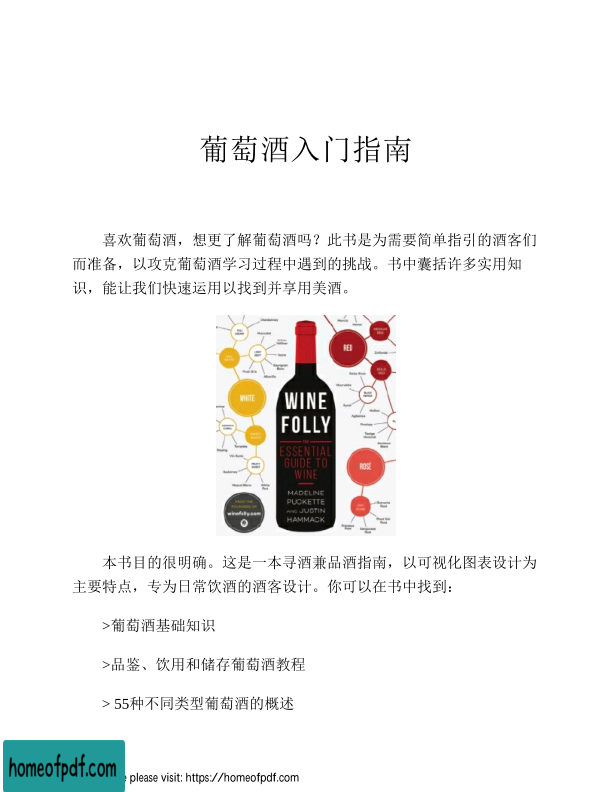 葡萄酒入门指南
喜欢葡萄酒，想更了解葡萄酒吗？此书是为需要简单指引的酒客们
而准备，以攻克葡萄酒学习过程中遇到的挑战。书中囊括许多实用知
识，能让我们快速运用以找到并享用美酒。
WHITE
RED
ROSÉ
WINE
FOLLY
THE
ESSENTIAL
GUIDE TO
WINE
MADELINE
PUCKETTE
AND JUSTIN
HAMMACK
winefolly.com
本书目的很明确。这是一本寻酒兼品酒指南，以可视化图表设计为
主要特点，专为日常饮酒的酒客设计。你可以在书中找到：
>葡萄酒基础知识
>品鉴、饮用和储存葡萄酒教程
> 55种不同类型葡萄酒的概述
homeofpdf.com
e please visit: https://homeofpdf.com